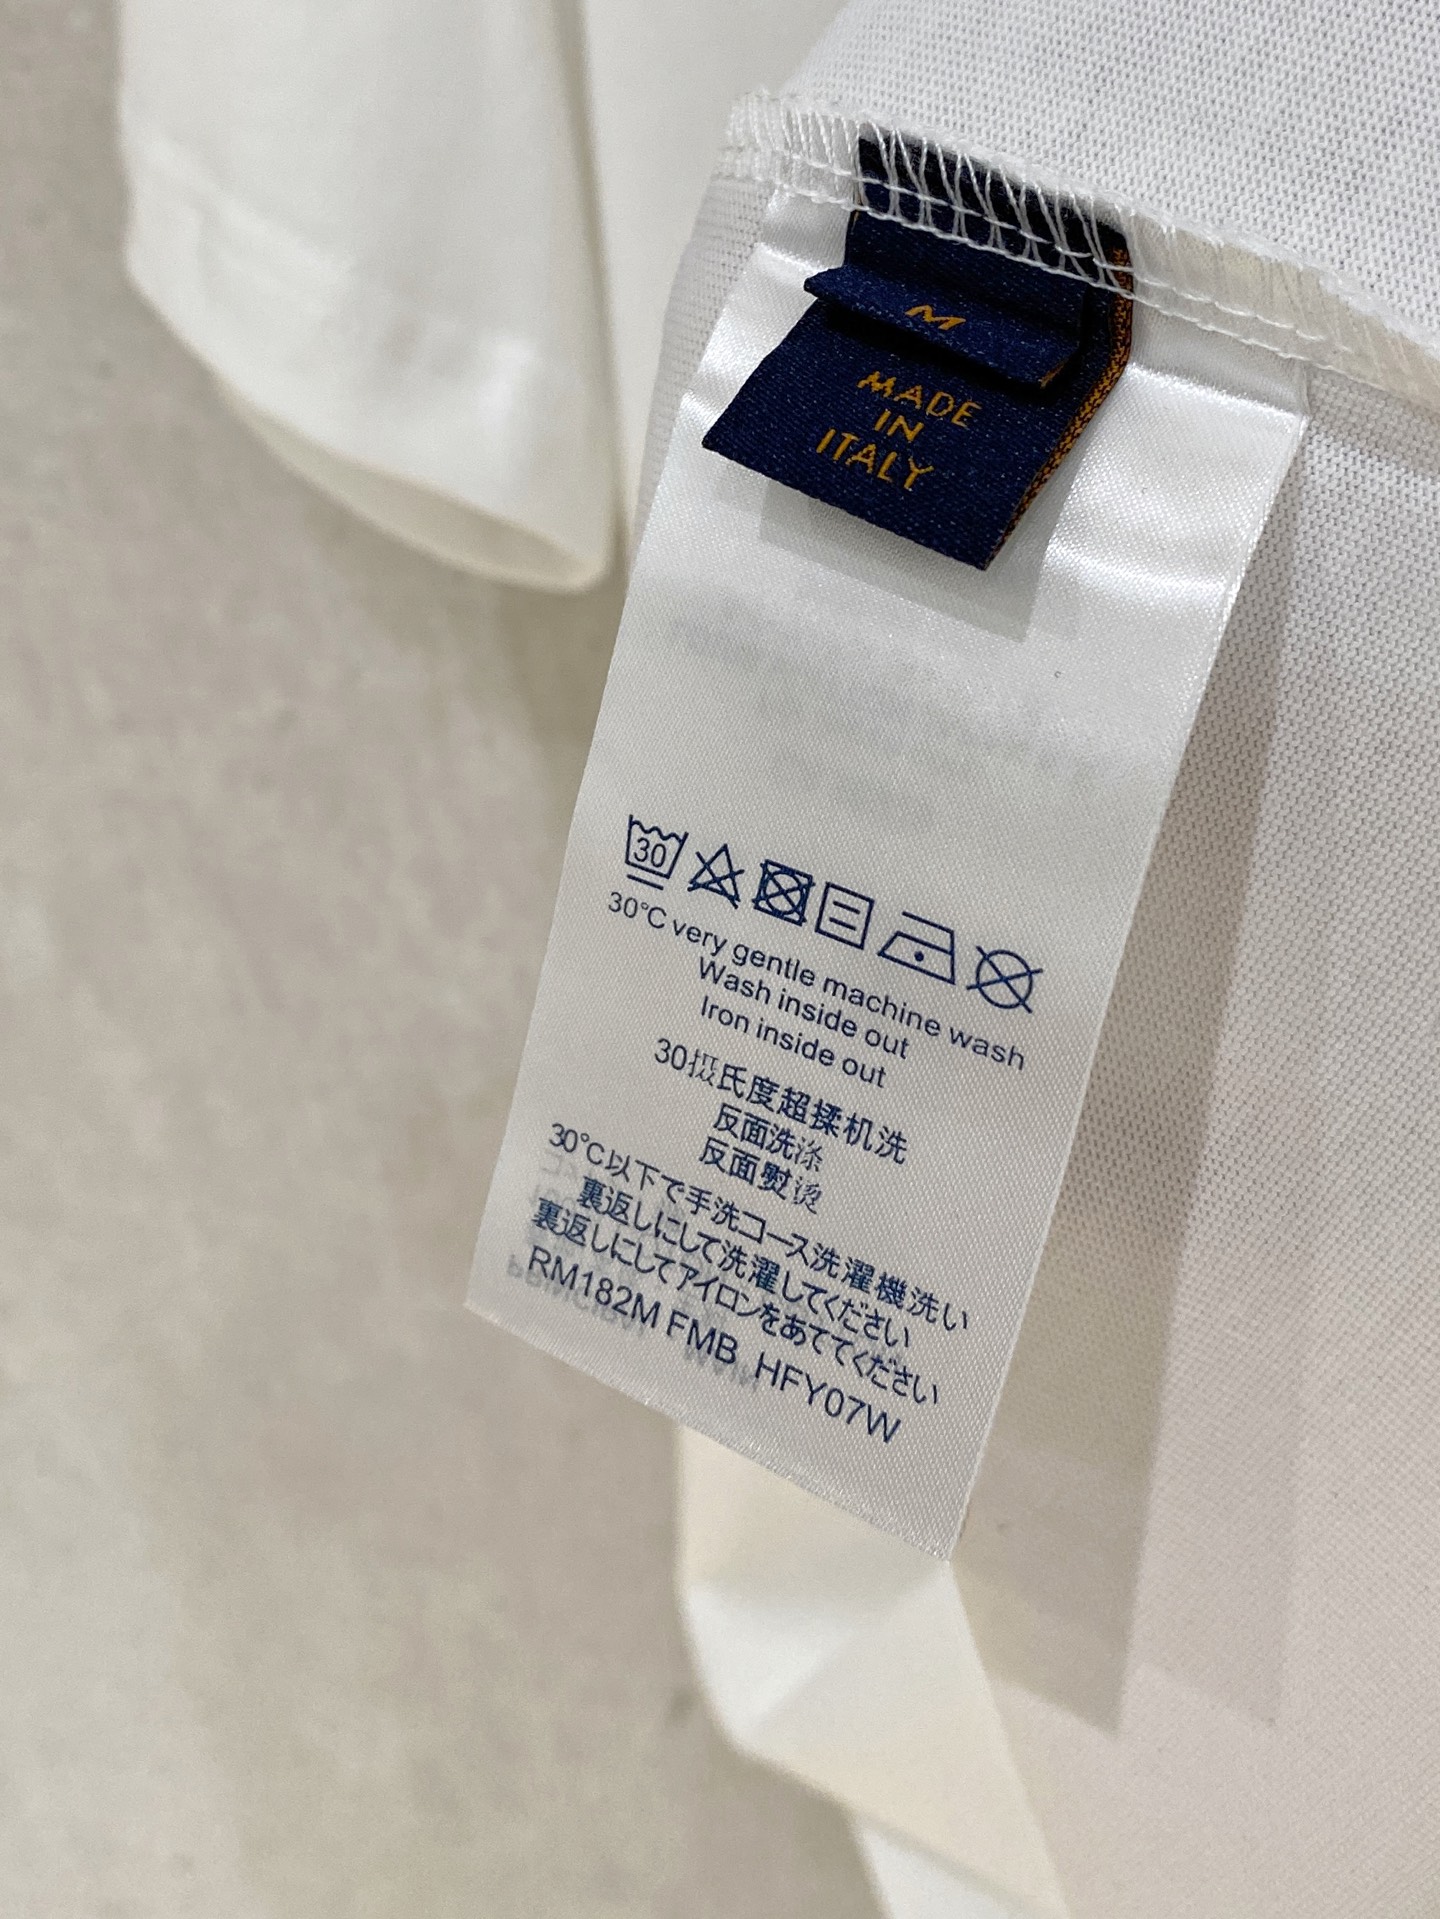 M
MADE
IN
ITALY
30
30°C very gentle machine wash
Wash inside out
Iron inside out
30摄氏度超揉机洗
反面洗涤
反面熨烫
30°C以下で手洗コース洗濯機洗い
裏返しにして洗濯してください
裏返しにしてアイロンをあててください
RM182M FMB HFY07W